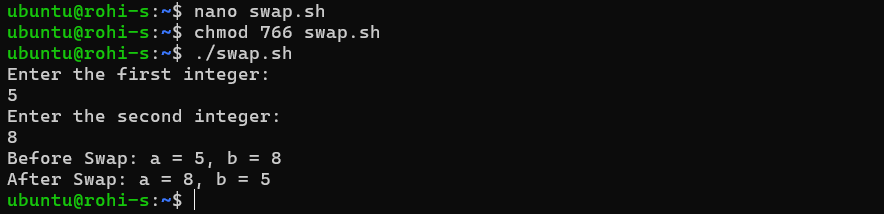 ubuntu@rohi-s:~$ nano swap.sh
ubuntu@rohi-s:~$ chmod 766 swap.sh
ubuntu@rohi-s:~$ ./swap.sh
Enter the first integer:
5
Enter the second integer:
8
Before Swap: a = 5, b = 8
After Swap: a = 8, b = 5
ubuntu@rohi-s:~$